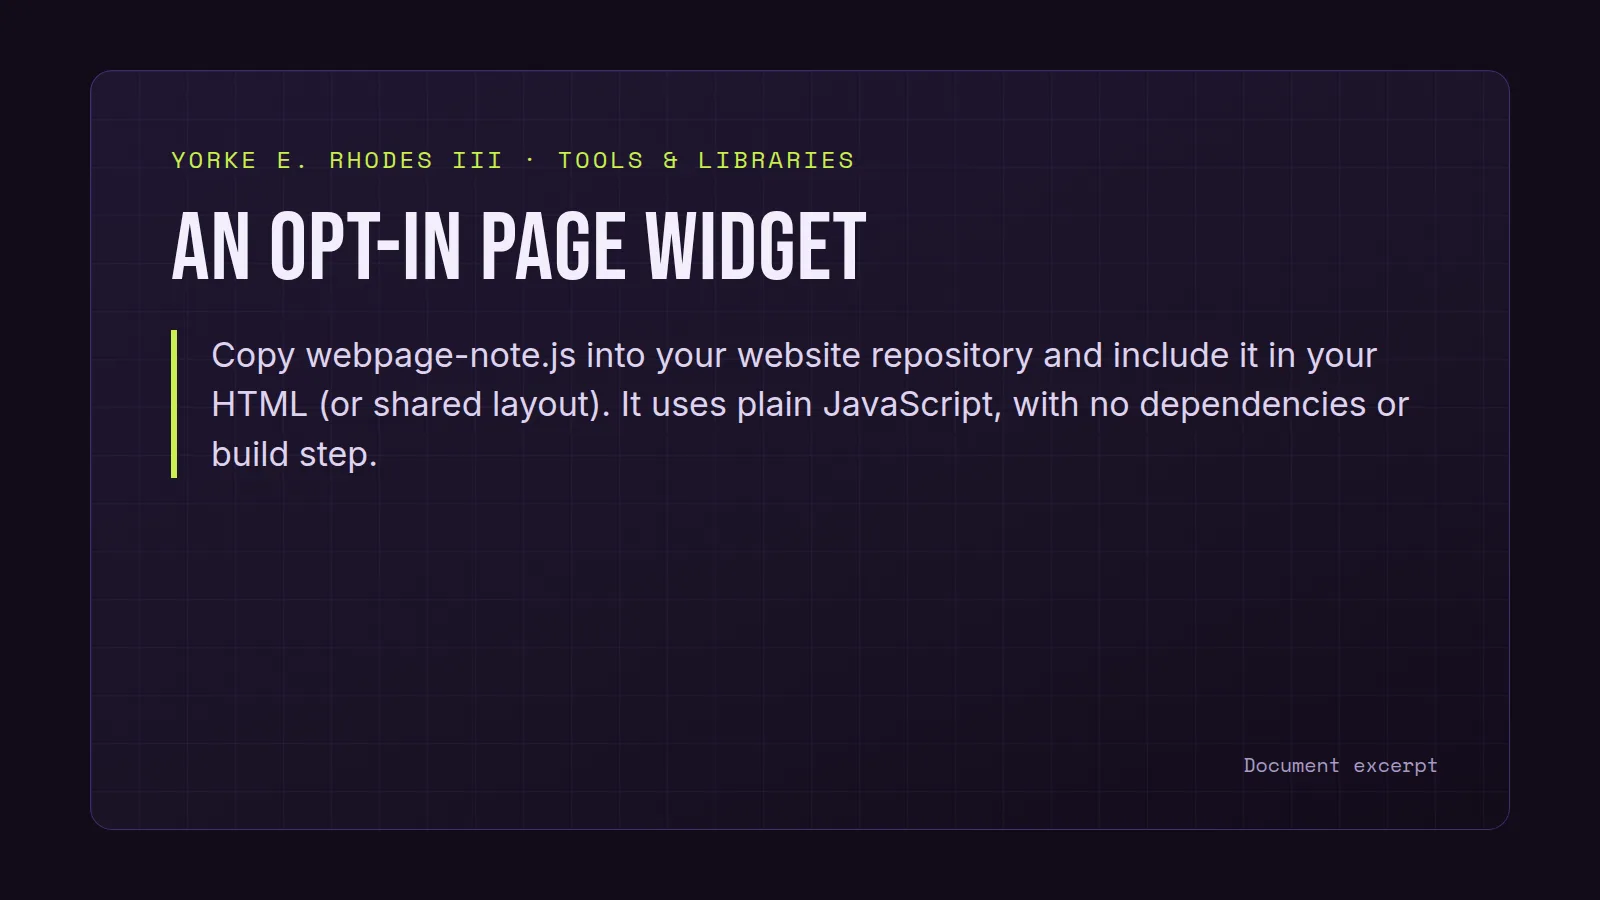 YORKE E. RHODES III · TOOLS & LIBRARIES
AN OPT-IN PAGE WIDGET
Copy webpage-note.js into your website repository and include it in your
HTML (or shared layout). It uses plain JavaScript, with no dependencies or
build step.
Document excerpt